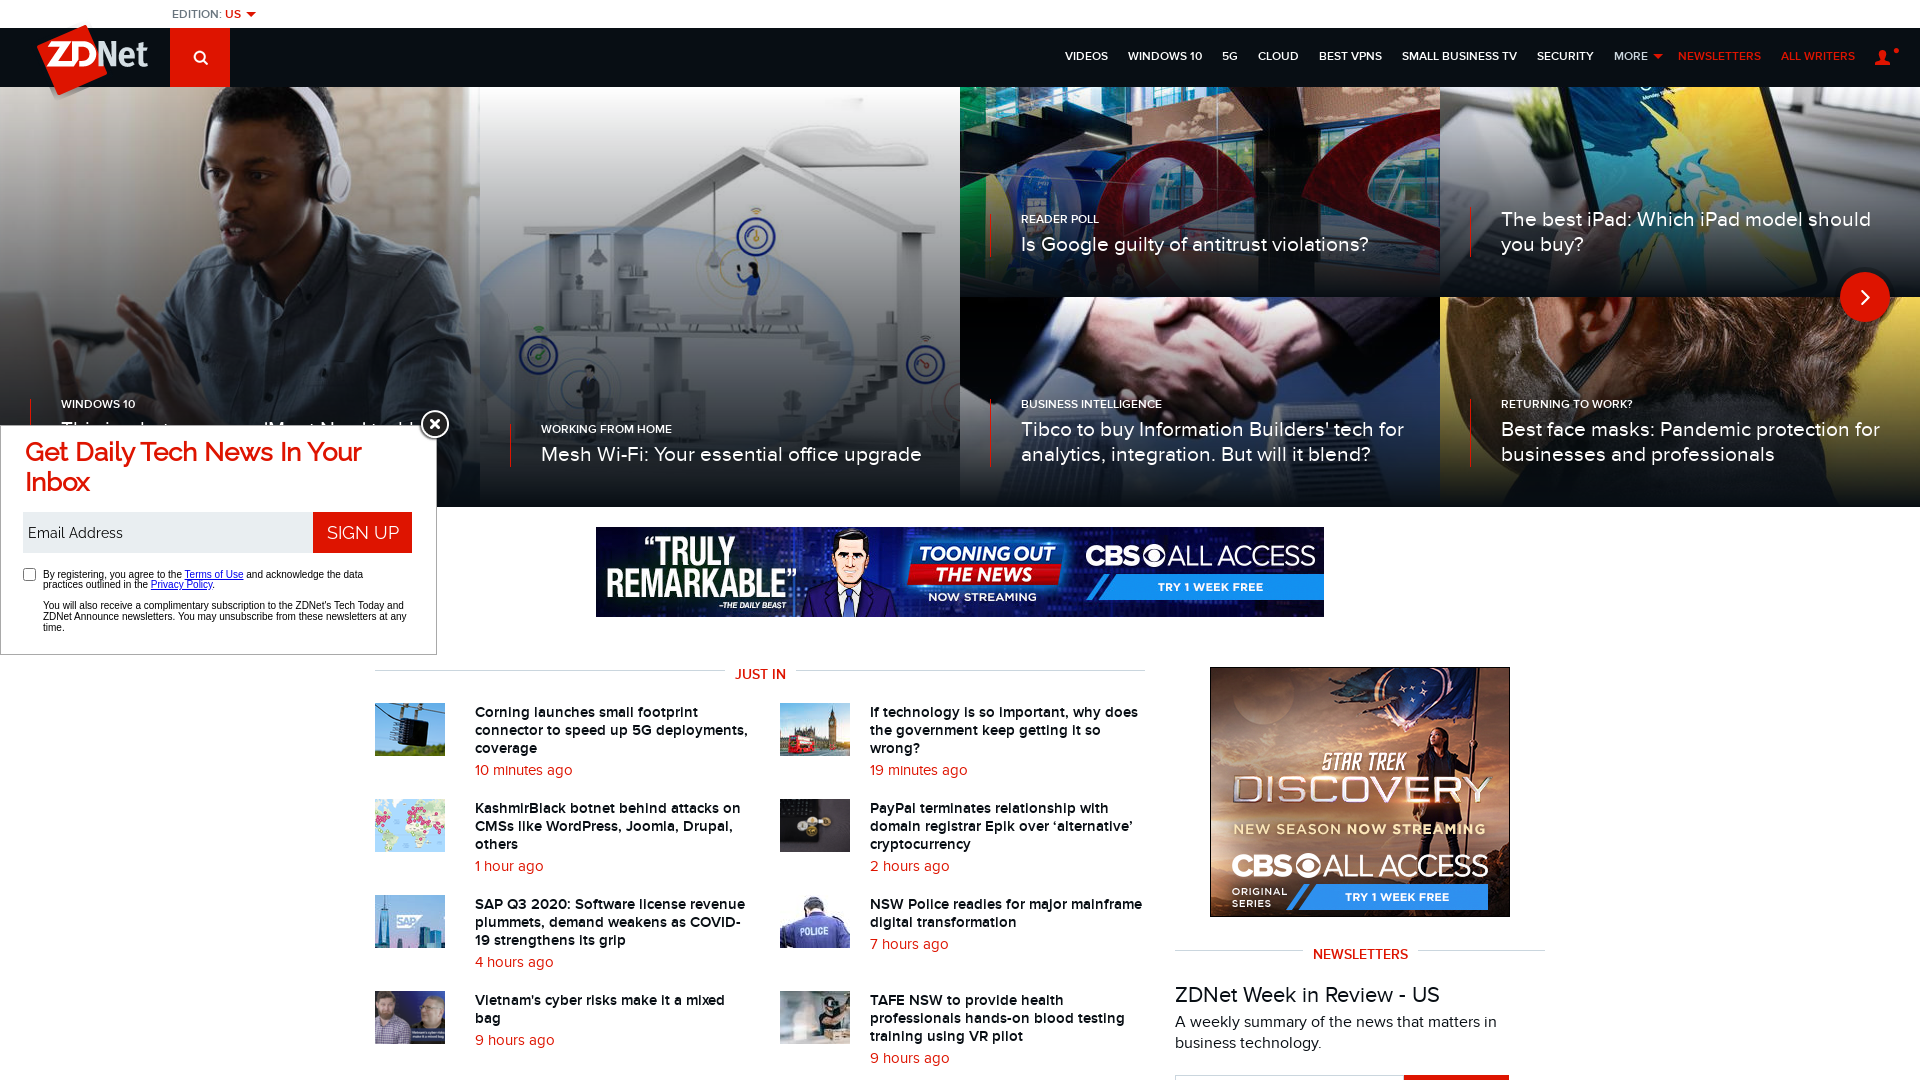 EDITION: US
ZDNet
VIDEOS WINDOWS 10 5G CLOUD BEST VPNS SMALL BUSINESS TV SECURITY MORE NEWSLETTERS ALL WRITERS
WINDOWS 10
WORKING FROM HOME
Mesh Wi-Fi: Your essential office upgrade
READER POLL
Is Google guilty of antitrust violations?
The best iPad: Which iPad model should
you buy?
BUSINESS INTELLIGENCE
Tibco to buy Information Builders' tech for
analytics, integration. But will it blend?
RETURNING TO WORK?
Best face masks: Pandemic protection for
businesses and professionals
Get Daily Tech News In Your
Inbox
Email Address
SIGN UP
By registering, you agree to the Terms of Use and acknowledge the data
practices outlined in the Privacy Policy.
You will also receive a complimentary subscription to the ZDNet's Tech Today and
ZDNet Announce newsletters. You may unsubscribe from these newsletters at any
time.
“TRULY
REMARKABLE”
–THE DAILY BEAST
TOONING OUT
THE NEWS
NOW STREAMING
CBS ALL ACCESS
TRY 1 WEEK FREE
JUST IN
Corning launches small footprint
connector to speed up 5G deployments,
coverage
10 minutes ago
If technology is so important, why does
the government keep getting it so
wrong?
19 minutes ago
KashmirBlack botnet behind attacks on
CMSs like WordPress, Joomla, Drupal,
others
1 hour ago
PayPal terminates relationship with
domain registrar Epik over ‘alternative’
cryptocurrency
2 hours ago
SAP
SAP Q3 2020: Software license revenue
plummets, demand weakens as COVID-
19 strengthens its grip
4 hours ago
POLICE
NSW Police readies for major mainframe
digital transformation
7 hours ago
Vietnam's cyber risks make it a mixed
bag
9 hours ago
TAFE NSW to provide health
professionals hands-on blood testing
training using VR pilot
9 hours ago
STAR TREK
DISCOVERY
NEW SEASON NOW STREAMING
CBS ALL ACCESS
ORIGINAL
SERIES
TRY 1 WEEK FREE
NEWSLETTERS
ZDNet Week in Review - US
A weekly summary of the news that matters in
business technology.